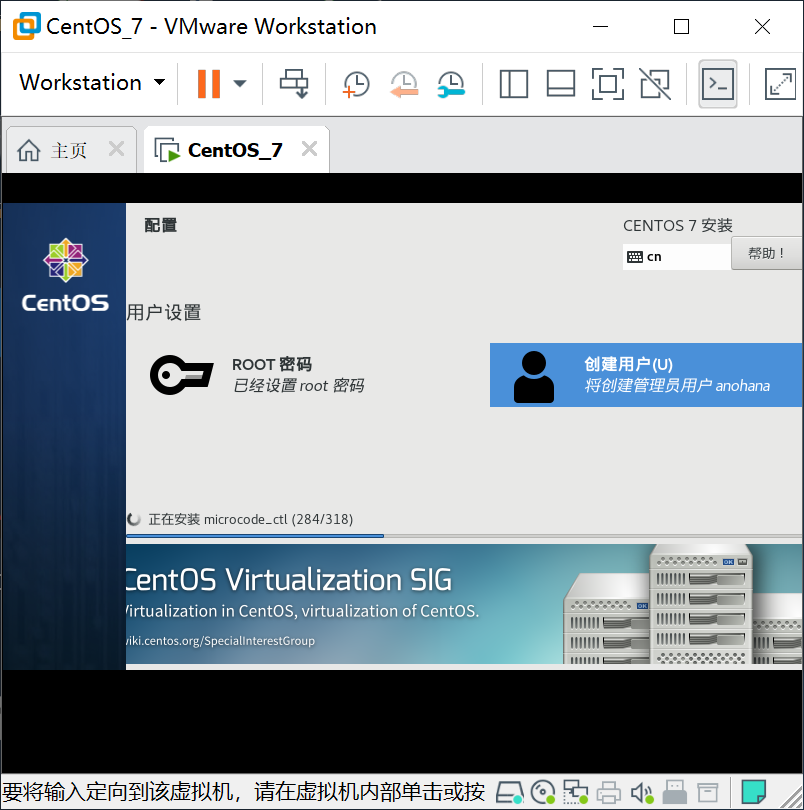 CentOS_7 - VMware Workstation
Workstation
主页
CentOS_7
CentOS
配置
CENTOS 7 安装
cn
帮助！
用户设置
ROOT 密码
已经设置 root 密码
创建用户(U)
将创建管理员用户 anohana
正在安装 microcode_ctl (284/318)
CentOS Virtualization SIG
Virtualization in CentOS, virtualization of CentOS.
wiki.centos.org/SpecialInterestGroup
要将输入定向到该虚拟机，请在虚拟机内部单击或按